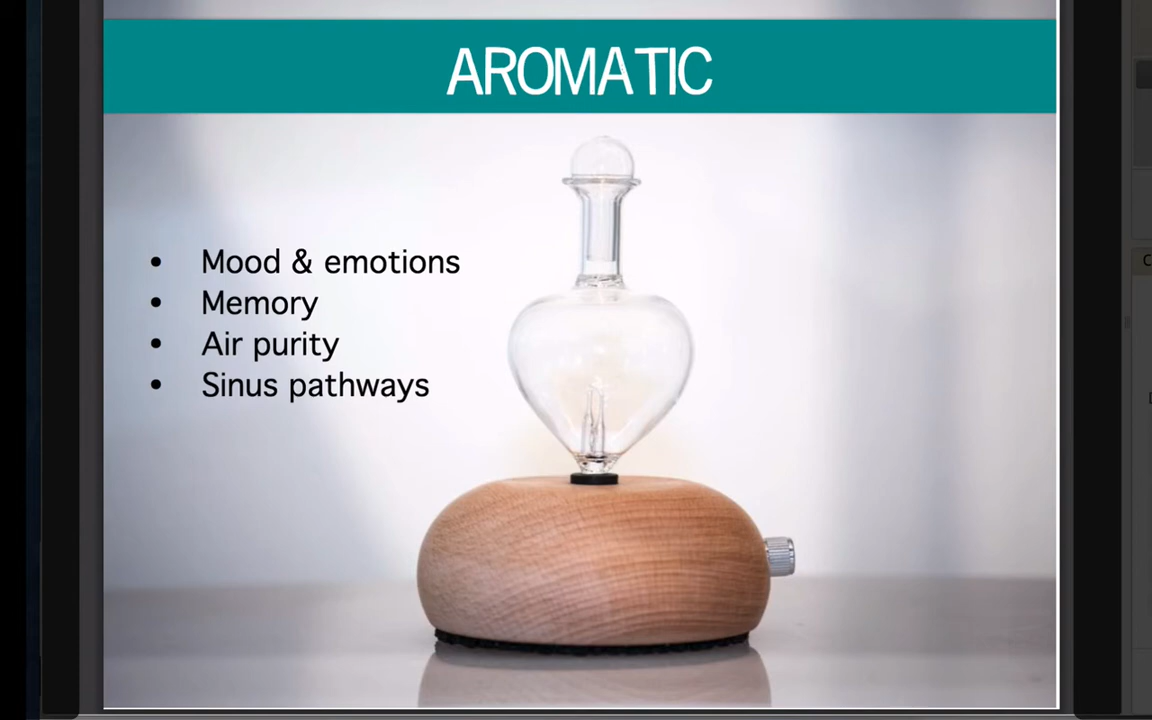 AROMATIC
• Mood & emotions
• Memory
• Air purity
• Sinus pathways